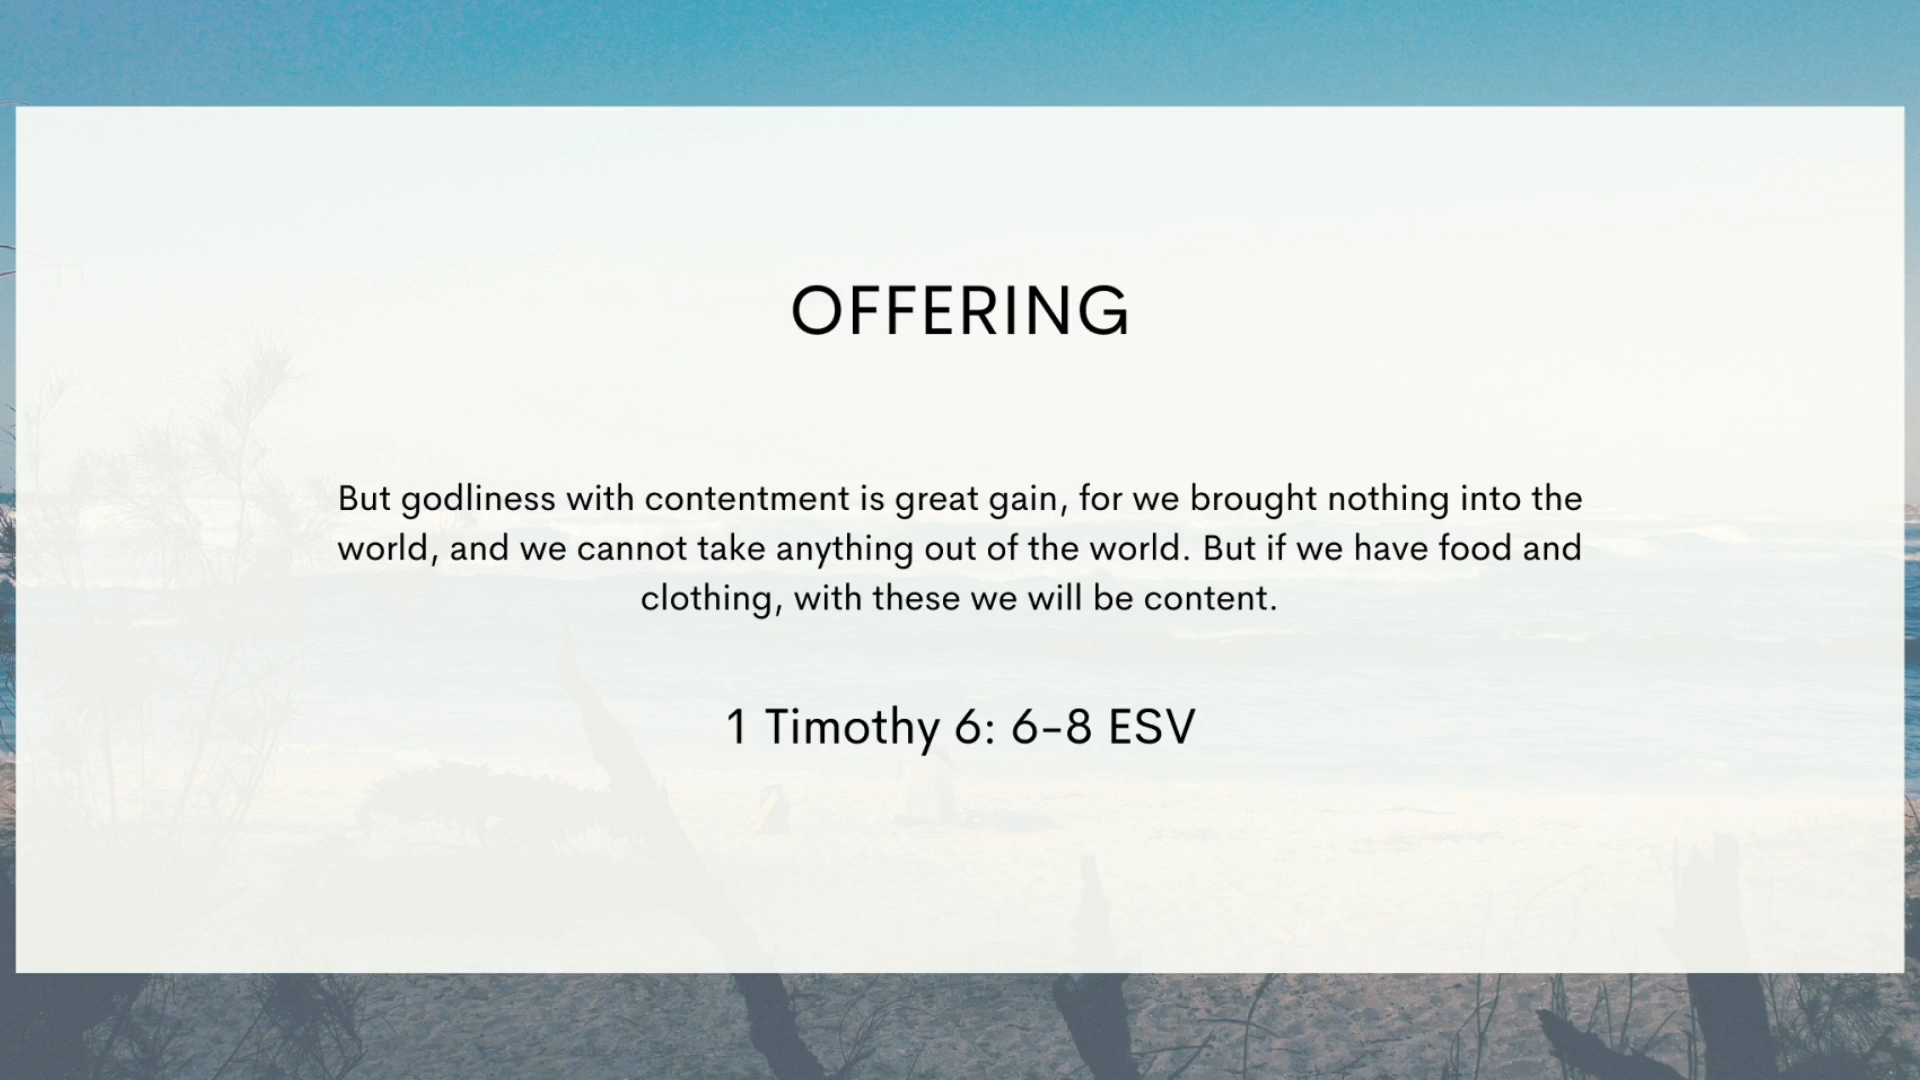 OFFERING
But godliness with contentment is great gain, for we brought nothing into the
world, and we cannot take anything out of the world. But if we have food and
clothing, with these we will be content.
1 Timothy 6: 6-8 ESV